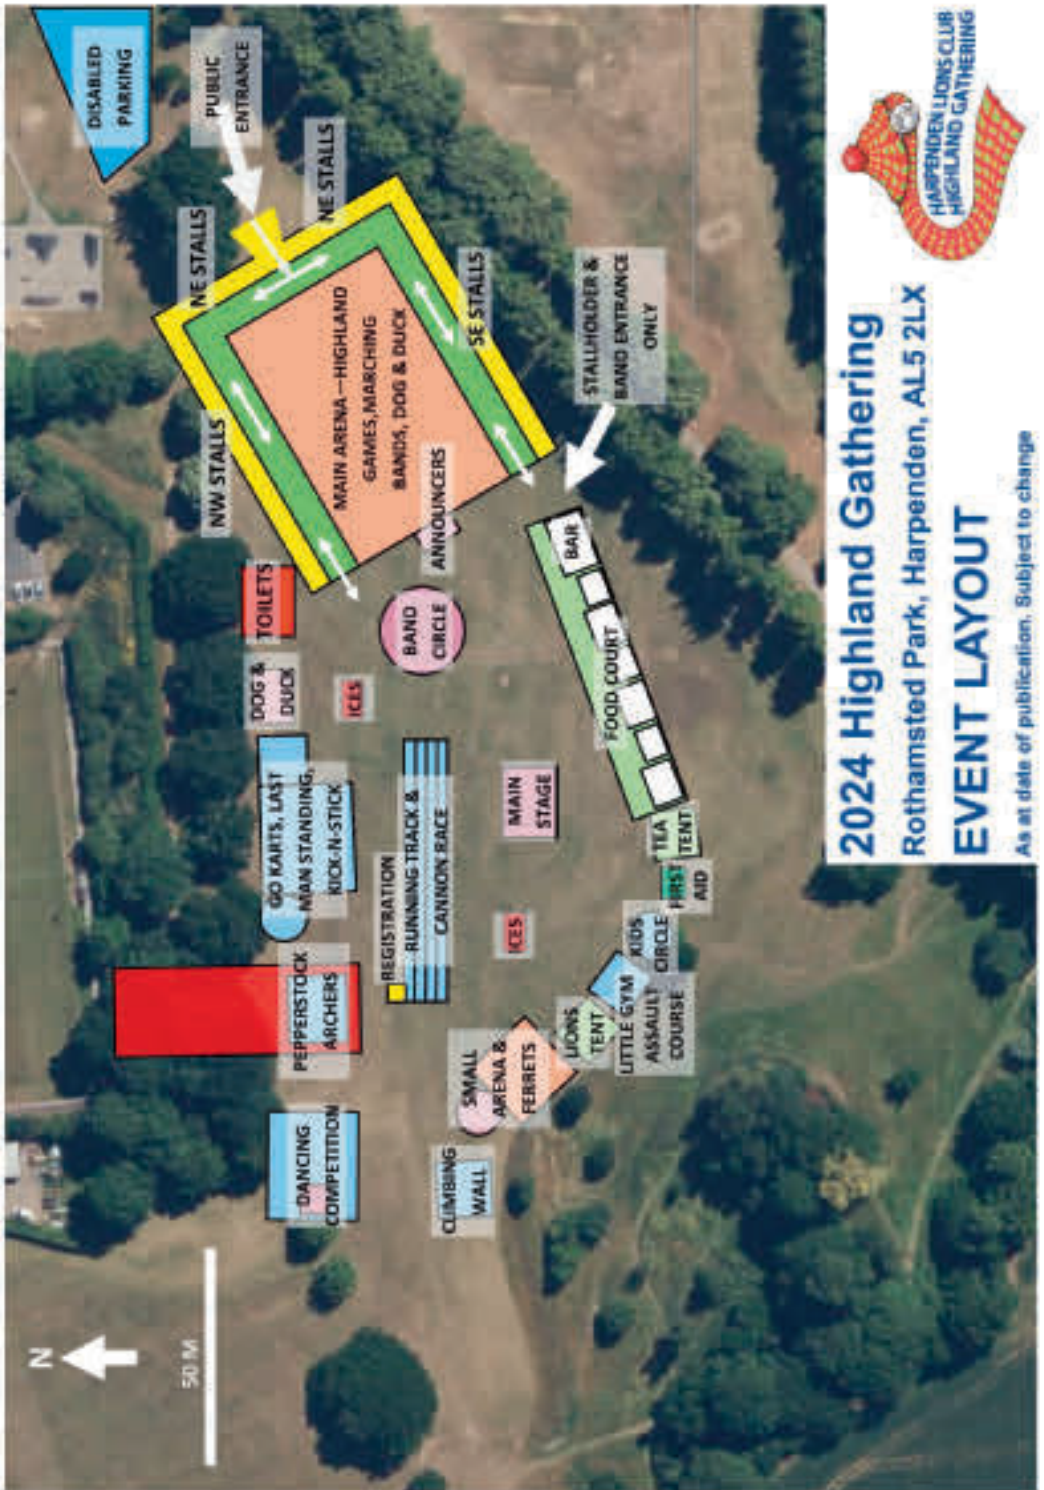 DISABLED
PARKING
PUBLIC
ENTRANCE
NE STALLS
NE STALLS
NW STALLS
SE STALLS
MAIN ARENA—HIGHLAND
GAMES, MARCHING
BANDS, DOG & DUCK
STALLHOLDER &
BAND ENTRANCE
ONLY
ANNOUNCERS
TOILETS
BAND
CIRCLE
BAR
FOOD COURT
DOG &
DUCK
ICES
GO KARTS, LAST
MAN STANDING,
KICK-N-STICK
REGISTRATION
RUNNING TRACK &
CANNON RACE
MAIN
STAGE
TEA
TENT
FIRST
AID
ICES
KIDS
CIRCLE
PEPPERSTOCK
ARCHERS
LITTLE GYM
ASSAULT
COURSE
LIONS
TENT
SMALL
ARENA &
FERRETS
DANCING
COMPETITION
CLIMBING
WALL
N
50 M
2024 Highland Gathering
Rothamsted Park, Harpenden, AL5 2LX
EVENT LAYOUT
As at date of publication. Subject to change
HARPENDEN LIONS CLUB
HIGHLAND GATHERING